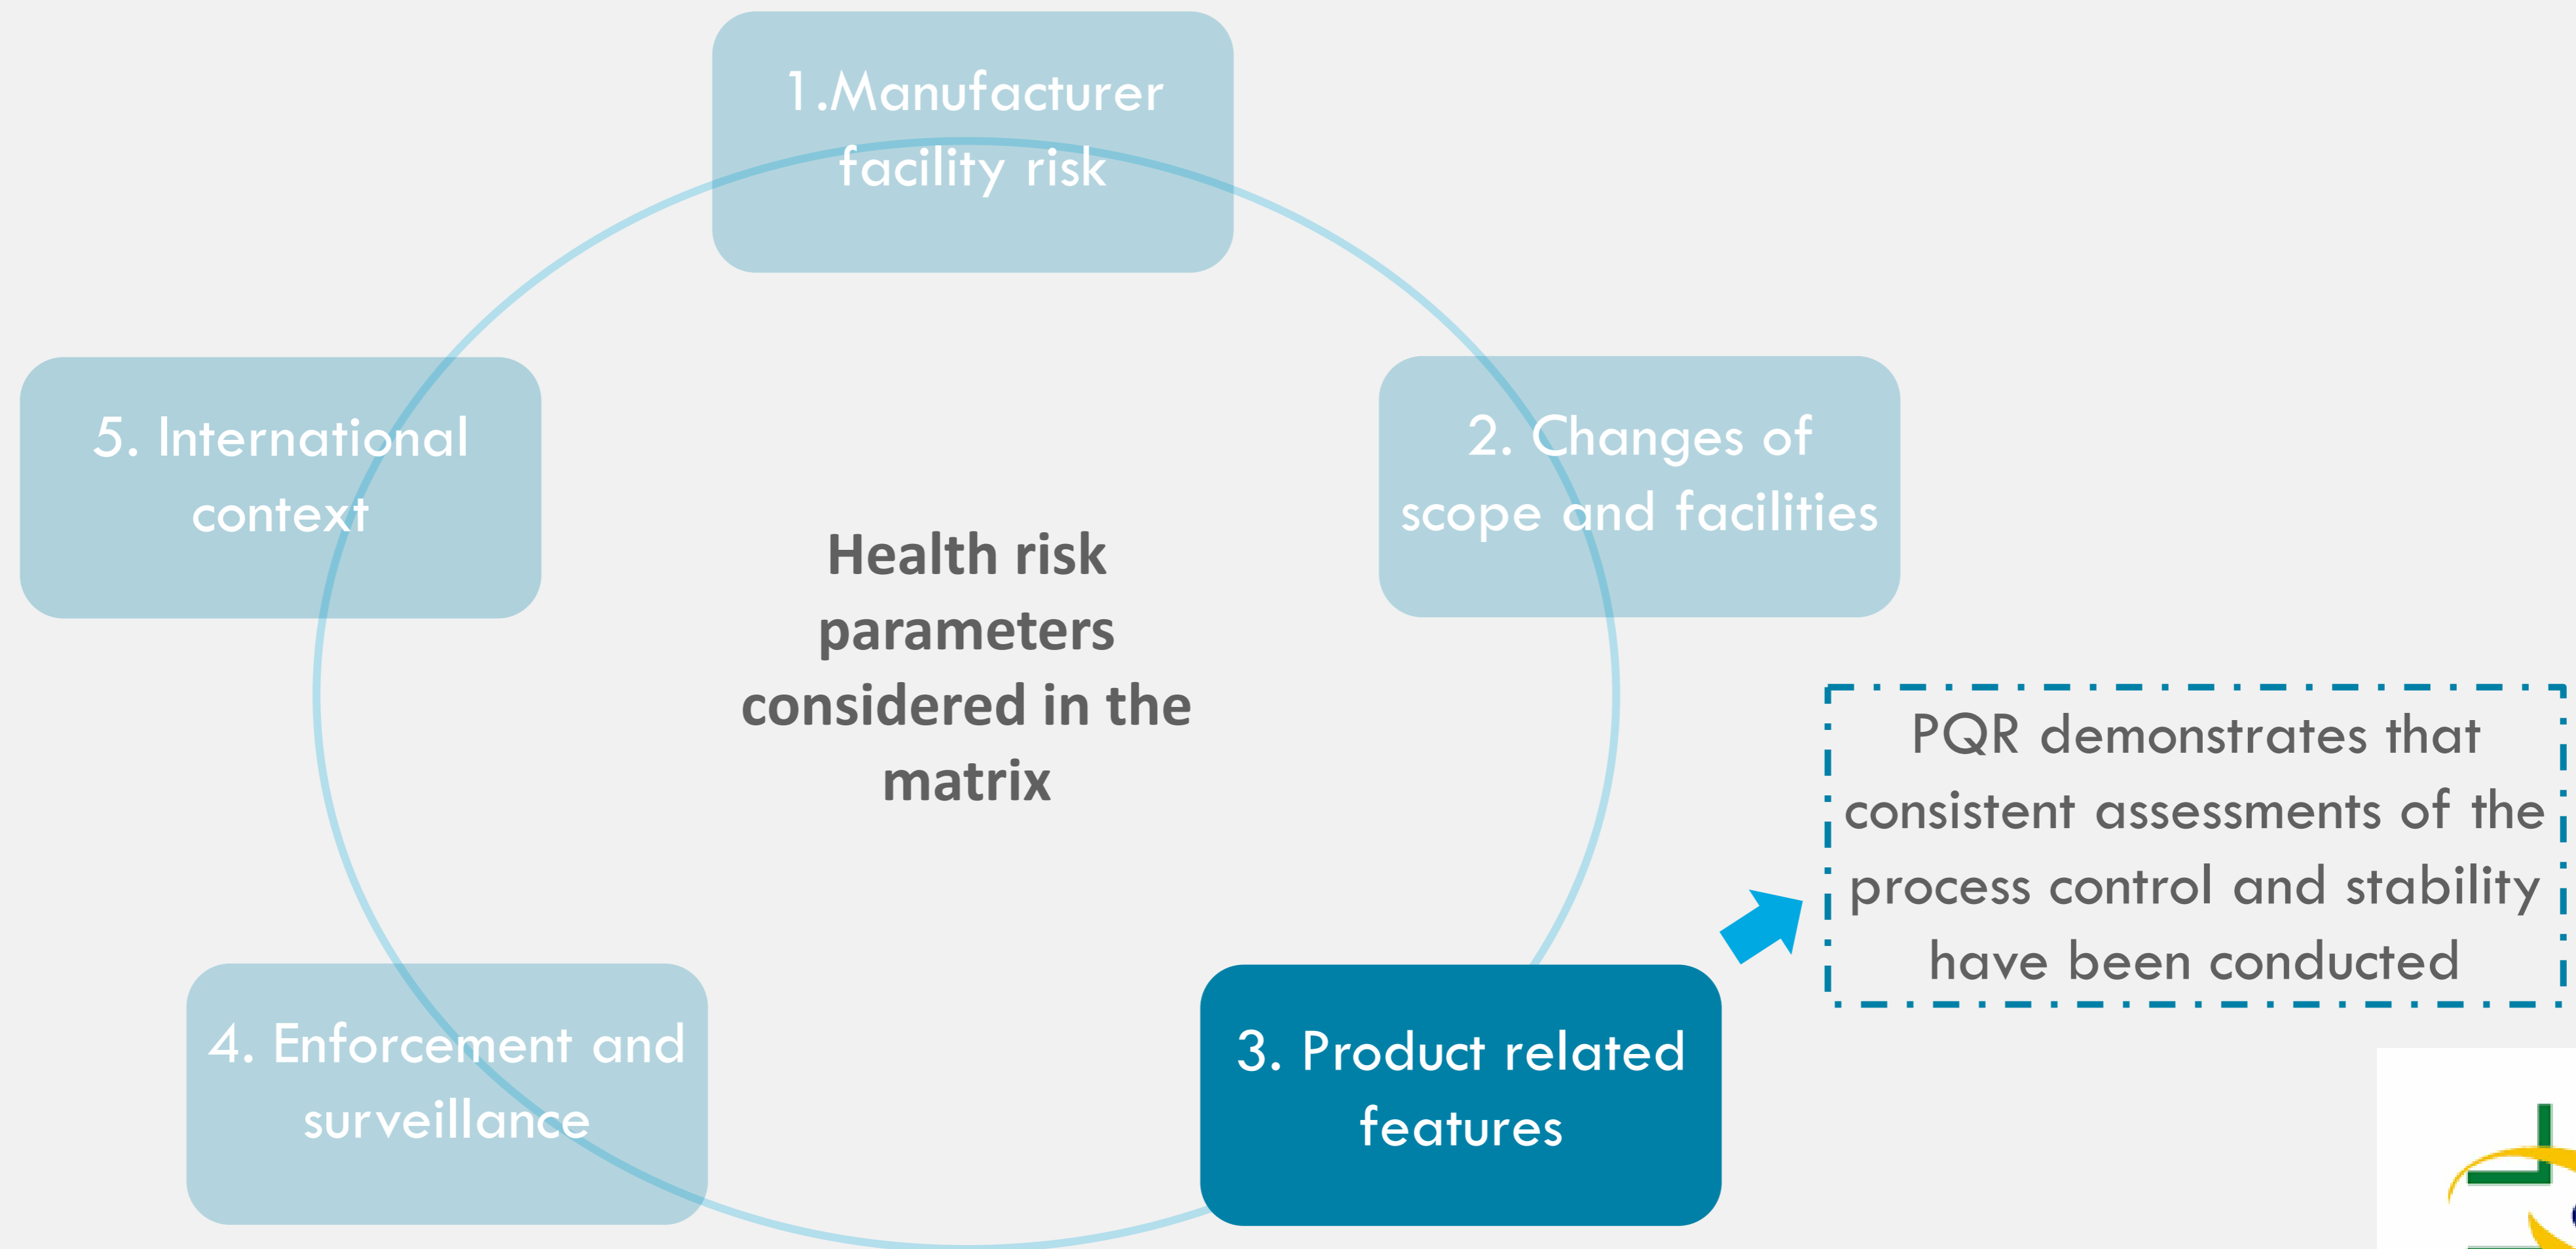 1.Manufacturer
facility risk
2. Changes of
scope and facilities
3. Product related
features
4. Enforcement and
surveillance
5. International
context
Health risk
parameters
considered in the
matrix
PQR demonstrates that
consistent assessments of the
process control and stability
have been conducted